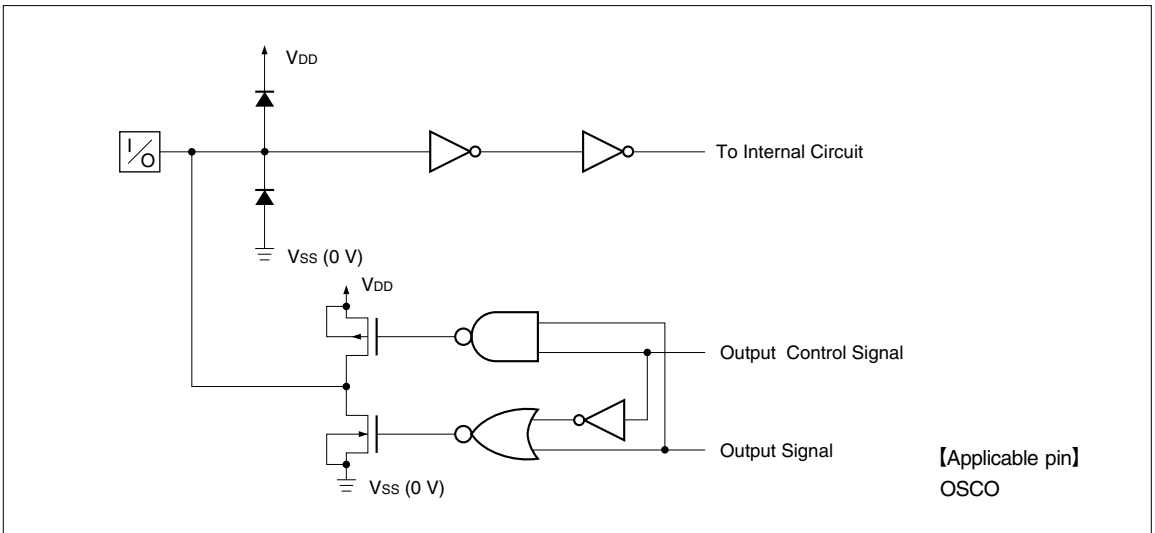 VDD
I/O
To Internal Circuit
VSS (0 V)
VDD
Output Control Signal
Output Signal
VSS (0 V)
【Applicable pin】
OSCO